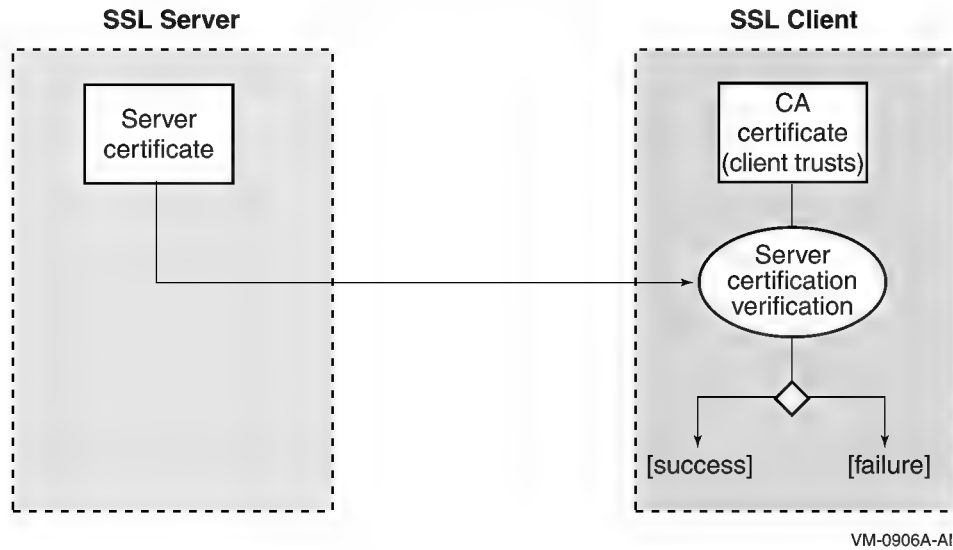 SSL Server
SSL Client
Server
certificate
CA
certificate
(client trusts)
Server
certification
verification
[success]
[failure]
VM-0906A-AI